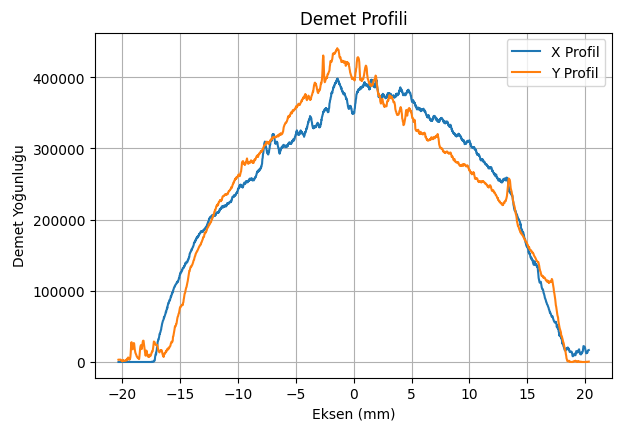 Demet Profili
X Profil
Y Profil
400000
300000
200000
100000
0
Demet Yoğunluğu
−20 −15 −10 −5 0 5 10 15 20
Eksen (mm)